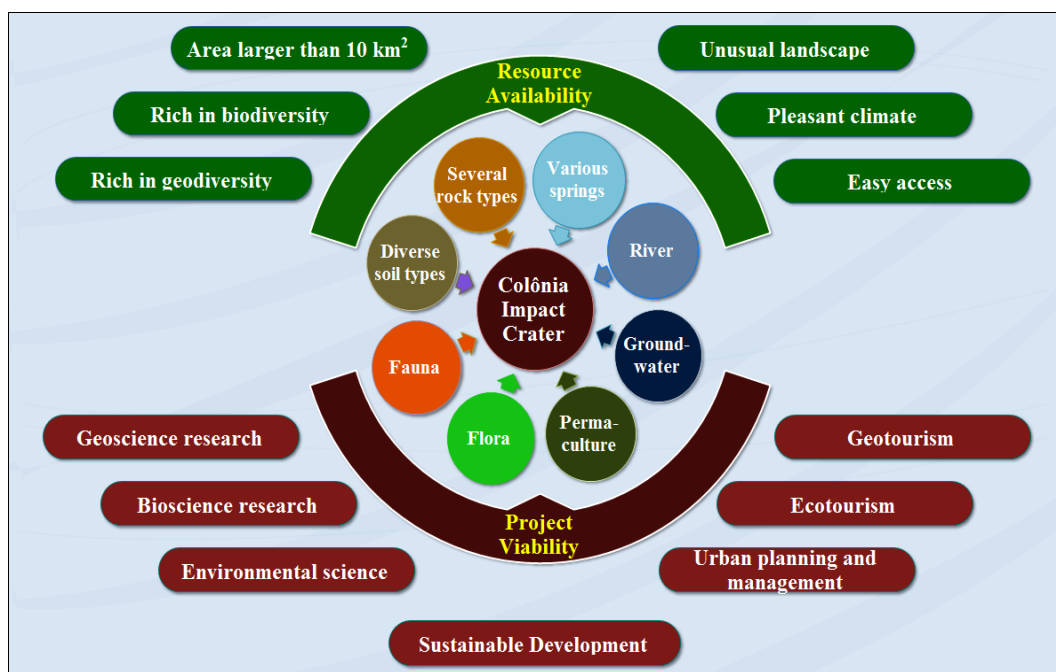 Area larger than 10 km²
Unusual landscape
Resource
Availability
Rich in biodiversity
Pleasant climate
Rich in geodiversity
Easy access
Several
rock types
Various
springs
Diverse
soil types
River
Colônia
Impact
Crater
Fauna
Ground-
water
Flora
Perma-
culture
Geoscience research
Geotourism
Bioscience research
Ecotourism
Project
Viability
Environmental science
Urban planning and
management
Sustainable Development